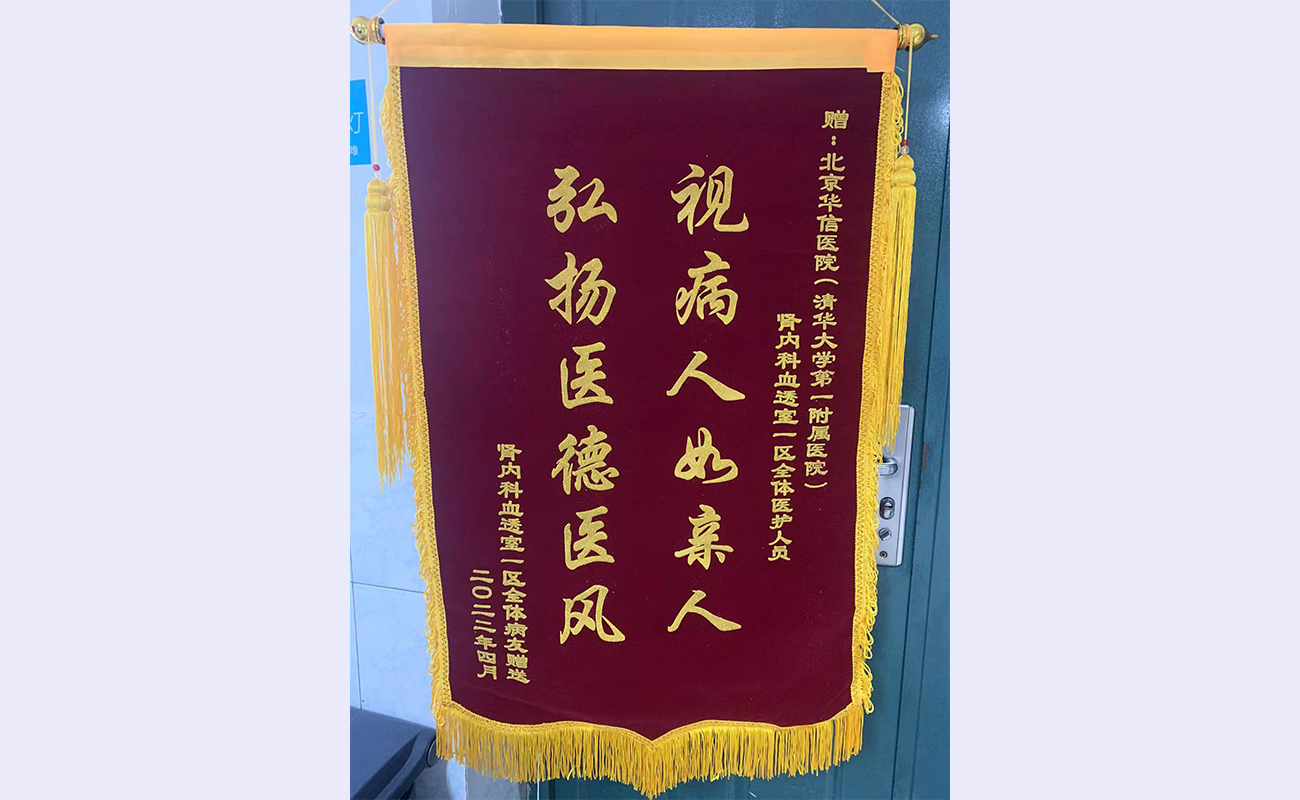 赠：北京华信医院（清华大学第一附属医院）
肾内科血透室一区全体医护人员
视病人如亲人
弘扬医德医风
肾内科血透室一区全体病友赠送
二〇二二年四月
灯